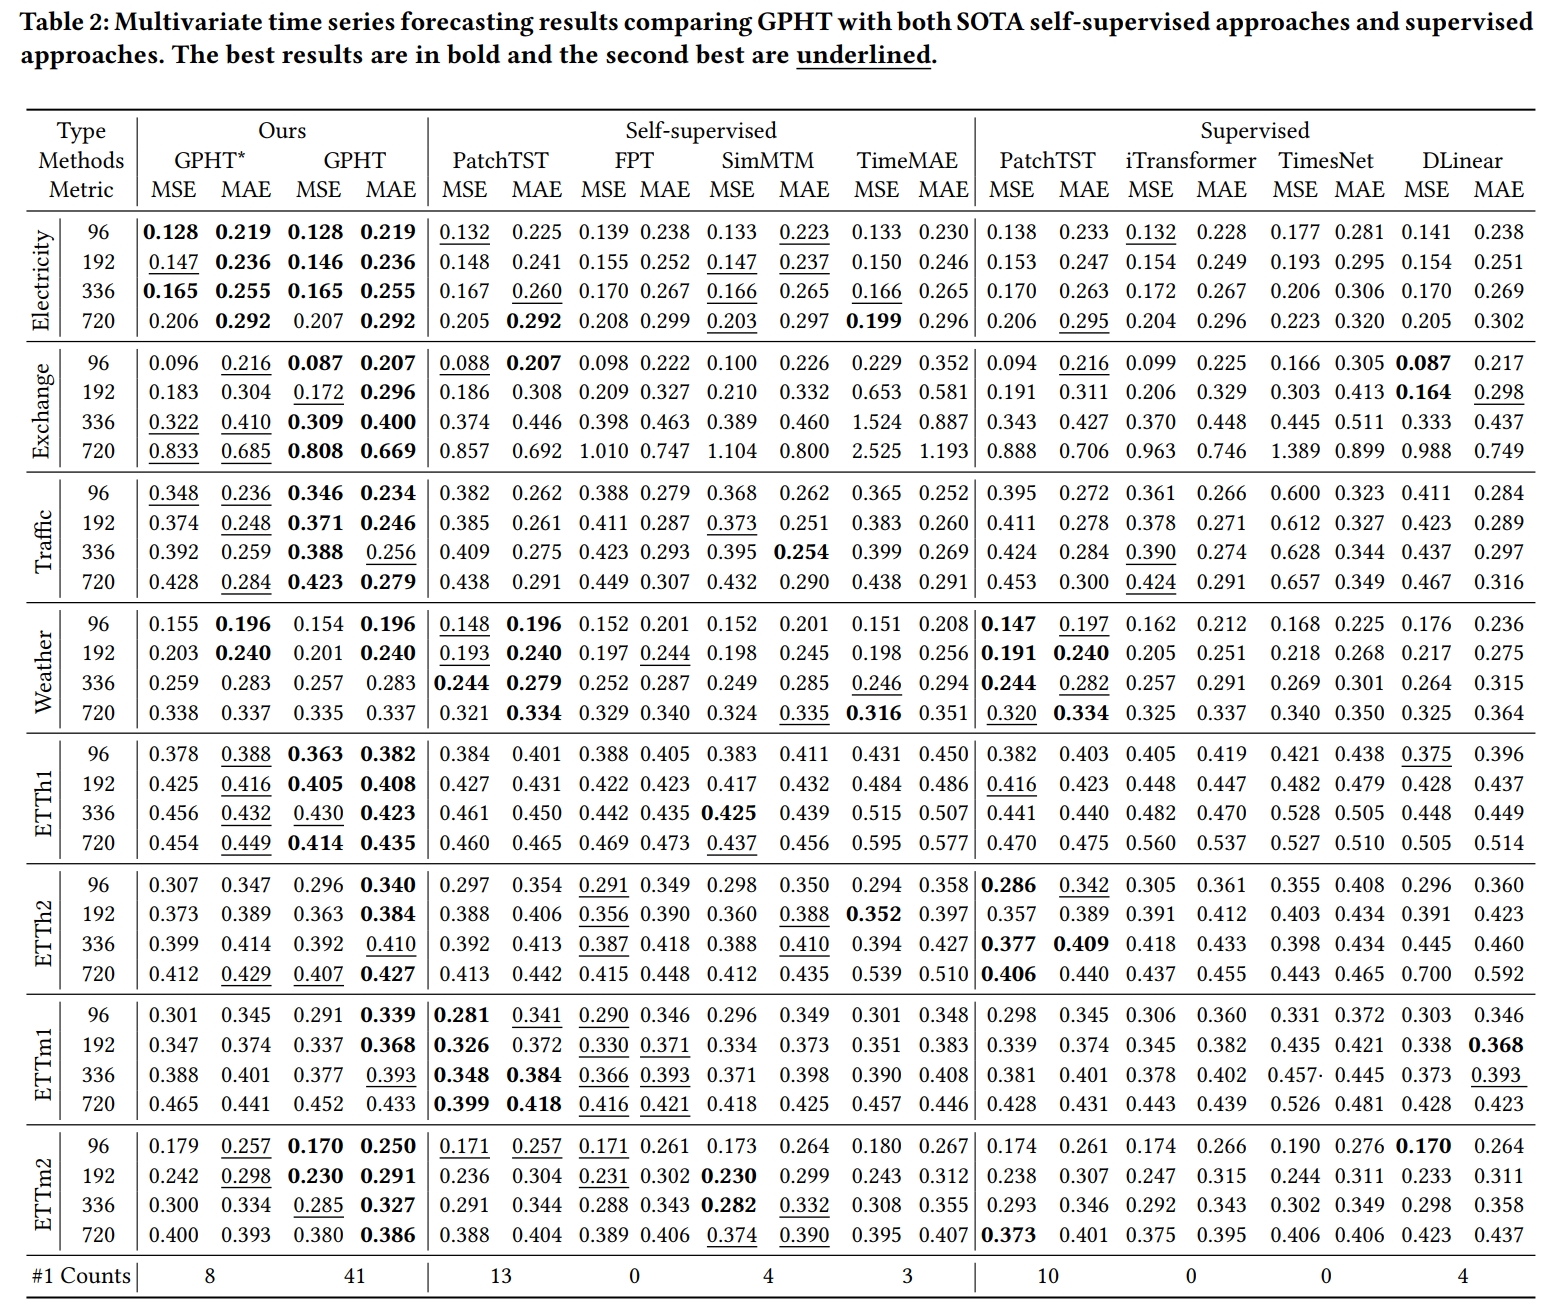 Table 2: Multivariate time series forecasting results comparing GPHT with both SOTA self-supervised approaches and supervised
approaches. The best results are in bold and the second best are underlined.
Type Ours Self-supervised Supervised
Methods GPHT* GPHT PatchTST FPT SimMTM TimeMAE PatchTST iTransformer TimesNet DLinear
Metric MSE MAE MSE MAE MSE MAE MSE MAE MSE MAE MSE MAE MSE MAE MSE MAE MSE MAE MSE MAE
Electricity
96 0.128 0.219 0.128 0.219 0.132 0.225 0.139 0.238 0.133 0.223 0.133 0.230 0.138 0.233 0.132 0.228 0.177 0.281 0.141 0.238
192 0.147 0.236 0.146 0.236 0.148 0.241 0.155 0.252 0.147 0.237 0.150 0.246 0.153 0.247 0.154 0.249 0.193 0.295 0.154 0.251
336 0.165 0.255 0.165 0.255 0.167 0.260 0.170 0.267 0.166 0.265 0.166 0.265 0.170 0.263 0.172 0.267 0.206 0.306 0.170 0.269
720 0.206 0.292 0.207 0.292 0.205 0.292 0.208 0.299 0.203 0.297 0.199 0.296 0.206 0.295 0.204 0.296 0.223 0.320 0.205 0.302
Exchange
96 0.096 0.216 0.087 0.207 0.088 0.207 0.098 0.222 0.100 0.226 0.229 0.352 0.094 0.216 0.099 0.225 0.166 0.305 0.087 0.217
192 0.183 0.304 0.172 0.296 0.186 0.308 0.209 0.327 0.210 0.332 0.653 0.581 0.191 0.311 0.206 0.329 0.303 0.413 0.164 0.298
336 0.322 0.410 0.309 0.400 0.374 0.446 0.398 0.463 0.389 0.460 1.524 0.887 0.343 0.427 0.370 0.448 0.445 0.511 0.333 0.437
720 0.833 0.685 0.808 0.669 0.857 0.692 1.010 0.747 1.104 0.800 2.525 1.193 0.888 0.706 0.963 0.746 1.389 0.899 0.988 0.749
Traffic
96 0.348 0.236 0.346 0.234 0.382 0.262 0.388 0.279 0.368 0.262 0.365 0.252 0.395 0.272 0.361 0.266 0.600 0.323 0.411 0.284
192 0.374 0.248 0.371 0.246 0.385 0.261 0.411 0.287 0.373 0.251 0.383 0.260 0.411 0.278 0.378 0.271 0.612 0.327 0.423 0.289
336 0.392 0.259 0.388 0.256 0.409 0.275 0.423 0.293 0.395 0.254 0.399 0.269 0.424 0.284 0.390 0.274 0.628 0.344 0.437 0.297
720 0.428 0.284 0.423 0.279 0.438 0.291 0.449 0.307 0.432 0.290 0.438 0.291 0.453 0.300 0.424 0.291 0.657 0.349 0.467 0.316
Weather
96 0.155 0.196 0.154 0.196 0.148 0.196 0.152 0.201 0.152 0.201 0.151 0.208 0.147 0.197 0.162 0.212 0.168 0.225 0.176 0.236
192 0.203 0.240 0.201 0.240 0.193 0.240 0.197 0.244 0.198 0.245 0.198 0.256 0.191 0.240 0.205 0.251 0.218 0.268 0.217 0.275
336 0.259 0.283 0.257 0.283 0.244 0.279 0.252 0.287 0.249 0.285 0.246 0.294 0.244 0.282 0.257 0.291 0.269 0.301 0.264 0.315
720 0.338 0.337 0.335 0.337 0.321 0.334 0.329 0.340 0.324 0.335 0.316 0.351 0.320 0.334 0.325 0.337 0.340 0.350 0.325 0.364
ETTh1
96 0.378 0.388 0.363 0.382 0.384 0.401 0.388 0.405 0.383 0.411 0.431 0.450 0.382 0.403 0.405 0.419 0.421 0.438 0.375 0.396
192 0.425 0.416 0.405 0.408 0.427 0.431 0.422 0.423 0.417 0.432 0.484 0.486 0.416 0.423 0.448 0.447 0.482 0.479 0.428 0.437
336 0.456 0.432 0.430 0.423 0.461 0.450 0.442 0.435 0.425 0.439 0.515 0.507 0.441 0.440 0.482 0.470 0.528 0.505 0.448 0.449
720 0.454 0.449 0.414 0.435 0.460 0.465 0.469 0.473 0.437 0.456 0.595 0.577 0.470 0.475 0.560 0.537 0.527 0.510 0.505 0.514
ETTh2
96 0.307 0.347 0.296 0.340 0.297 0.354 0.291 0.349 0.298 0.350 0.294 0.358 0.286 0.342 0.305 0.361 0.355 0.408 0.296 0.360
192 0.373 0.389 0.363 0.384 0.388 0.406 0.356 0.390 0.360 0.388 0.352 0.397 0.357 0.389 0.391 0.412 0.403 0.434 0.391 0.423
336 0.399 0.414 0.392 0.410 0.392 0.413 0.387 0.418 0.388 0.410 0.394 0.427 0.377 0.409 0.418 0.433 0.398 0.434 0.445 0.460
720 0.412 0.429 0.407 0.427 0.413 0.442 0.415 0.448 0.412 0.435 0.539 0.510 0.406 0.440 0.437 0.455 0.443 0.465 0.700 0.592
ETTm1
96 0.301 0.345 0.291 0.339 0.281 0.341 0.290 0.346 0.296 0.349 0.301 0.348 0.298 0.345 0.306 0.360 0.331 0.372 0.303 0.346
192 0.347 0.374 0.337 0.368 0.326 0.372 0.330 0.371 0.334 0.373 0.351 0.383 0.339 0.374 0.345 0.382 0.435 0.421 0.338 0.368
336 0.388 0.401 0.377 0.393 0.348 0.384 0.366 0.393 0.371 0.398 0.390 0.408 0.381 0.401 0.378 0.402 0.457· 0.445 0.373 0.393
720 0.465 0.441 0.452 0.433 0.399 0.418 0.416 0.421 0.418 0.425 0.457 0.446 0.428 0.431 0.443 0.439 0.526 0.481 0.428 0.423
ETTm2
96 0.179 0.257 0.170 0.250 0.171 0.257 0.171 0.261 0.173 0.264 0.180 0.267 0.174 0.261 0.174 0.266 0.190 0.276 0.170 0.264
192 0.242 0.298 0.230 0.291 0.236 0.304 0.231 0.302 0.230 0.299 0.243 0.312 0.238 0.307 0.247 0.315 0.244 0.311 0.233 0.311
336 0.300 0.334 0.285 0.327 0.291 0.344 0.288 0.343 0.282 0.332 0.308 0.355 0.293 0.346 0.292 0.343 0.302 0.349 0.298 0.358
720 0.400 0.393 0.380 0.386 0.388 0.404 0.389 0.406 0.374 0.390 0.395 0.407 0.373 0.401 0.375 0.395 0.406 0.406 0.423 0.437
#1 Counts 8 41 13 0 4 3 10 0 0 4